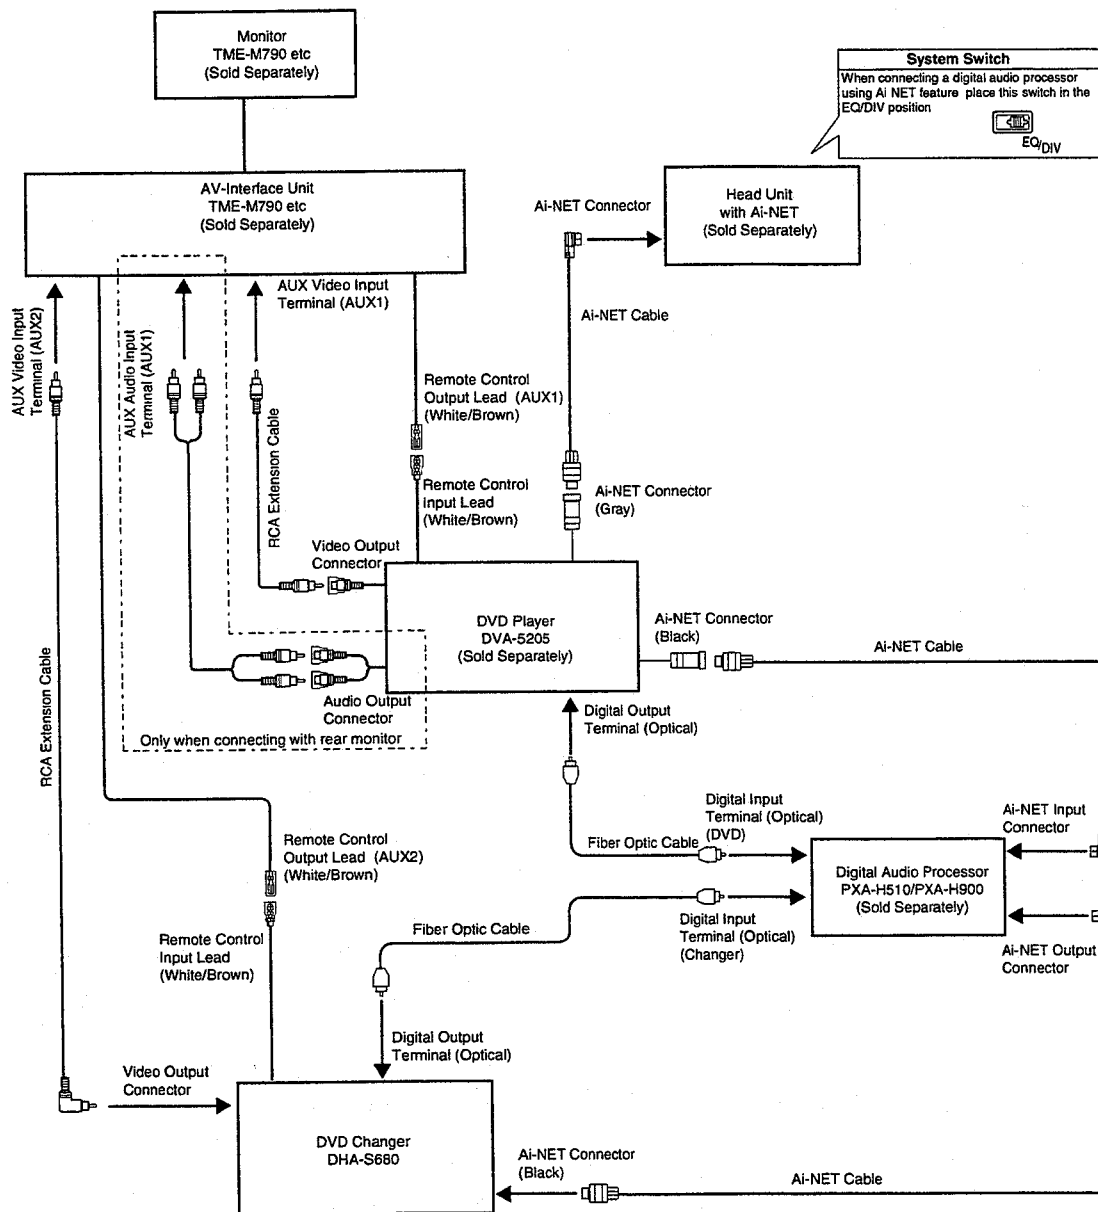 Monitor
TME-M790 etc
(Sold Separately)
System Switch
When connecting a digital audio processor
using Ai NET feature place this switch in the
EQ/DIV position
EQ/DIV
AV-Interface Unit
TME-M790 etc
(Sold Separately)
Ai-NET Connector
Head Unit
with Ai-NET
(Sold Separately)
AUX Video Input
Terminal (AUX2)
AUX Audio Input
Terminal (AUX1)
AUX Video Input
Terminal (AUX1)
Ai-NET Cable
Remote Control
Output Lead (AUX1)
(White/Brown)
RCA Extension Cable
Remote Control
Input Lead
(White/Brown)
Ai-NET Connector
(Gray)
Video Output
Connector
DVD Player
DVA-5205
(Sold Separately)
Ai-NET Connector
(Black)
Ai-NET Cable
Audio Output
Connector
Only when connecting with rear monitor
Digital Output
Terminal (Optical)
RCA Extension Cable
Digital Input
Terminal (Optical)
(DVD)
Fiber Optic Cable
Ai-NET Input
Connector
Remote Control
Output Lead (AUX2)
(White/Brown)
Digital Audio Processor
PXA-H510/PXA-H900
(Sold Separately)
Fiber Optic Cable
Digital Input
Terminal (Optical)
(Changer)
Ai-NET Output
Connector
Remote Control
Input Lead
(White/Brown)
Digital Output
Terminal (Optical)
Video Output
Connector
DVD Changer
DHA-S680
Ai-NET Connector
(Black)
Ai-NET Cable